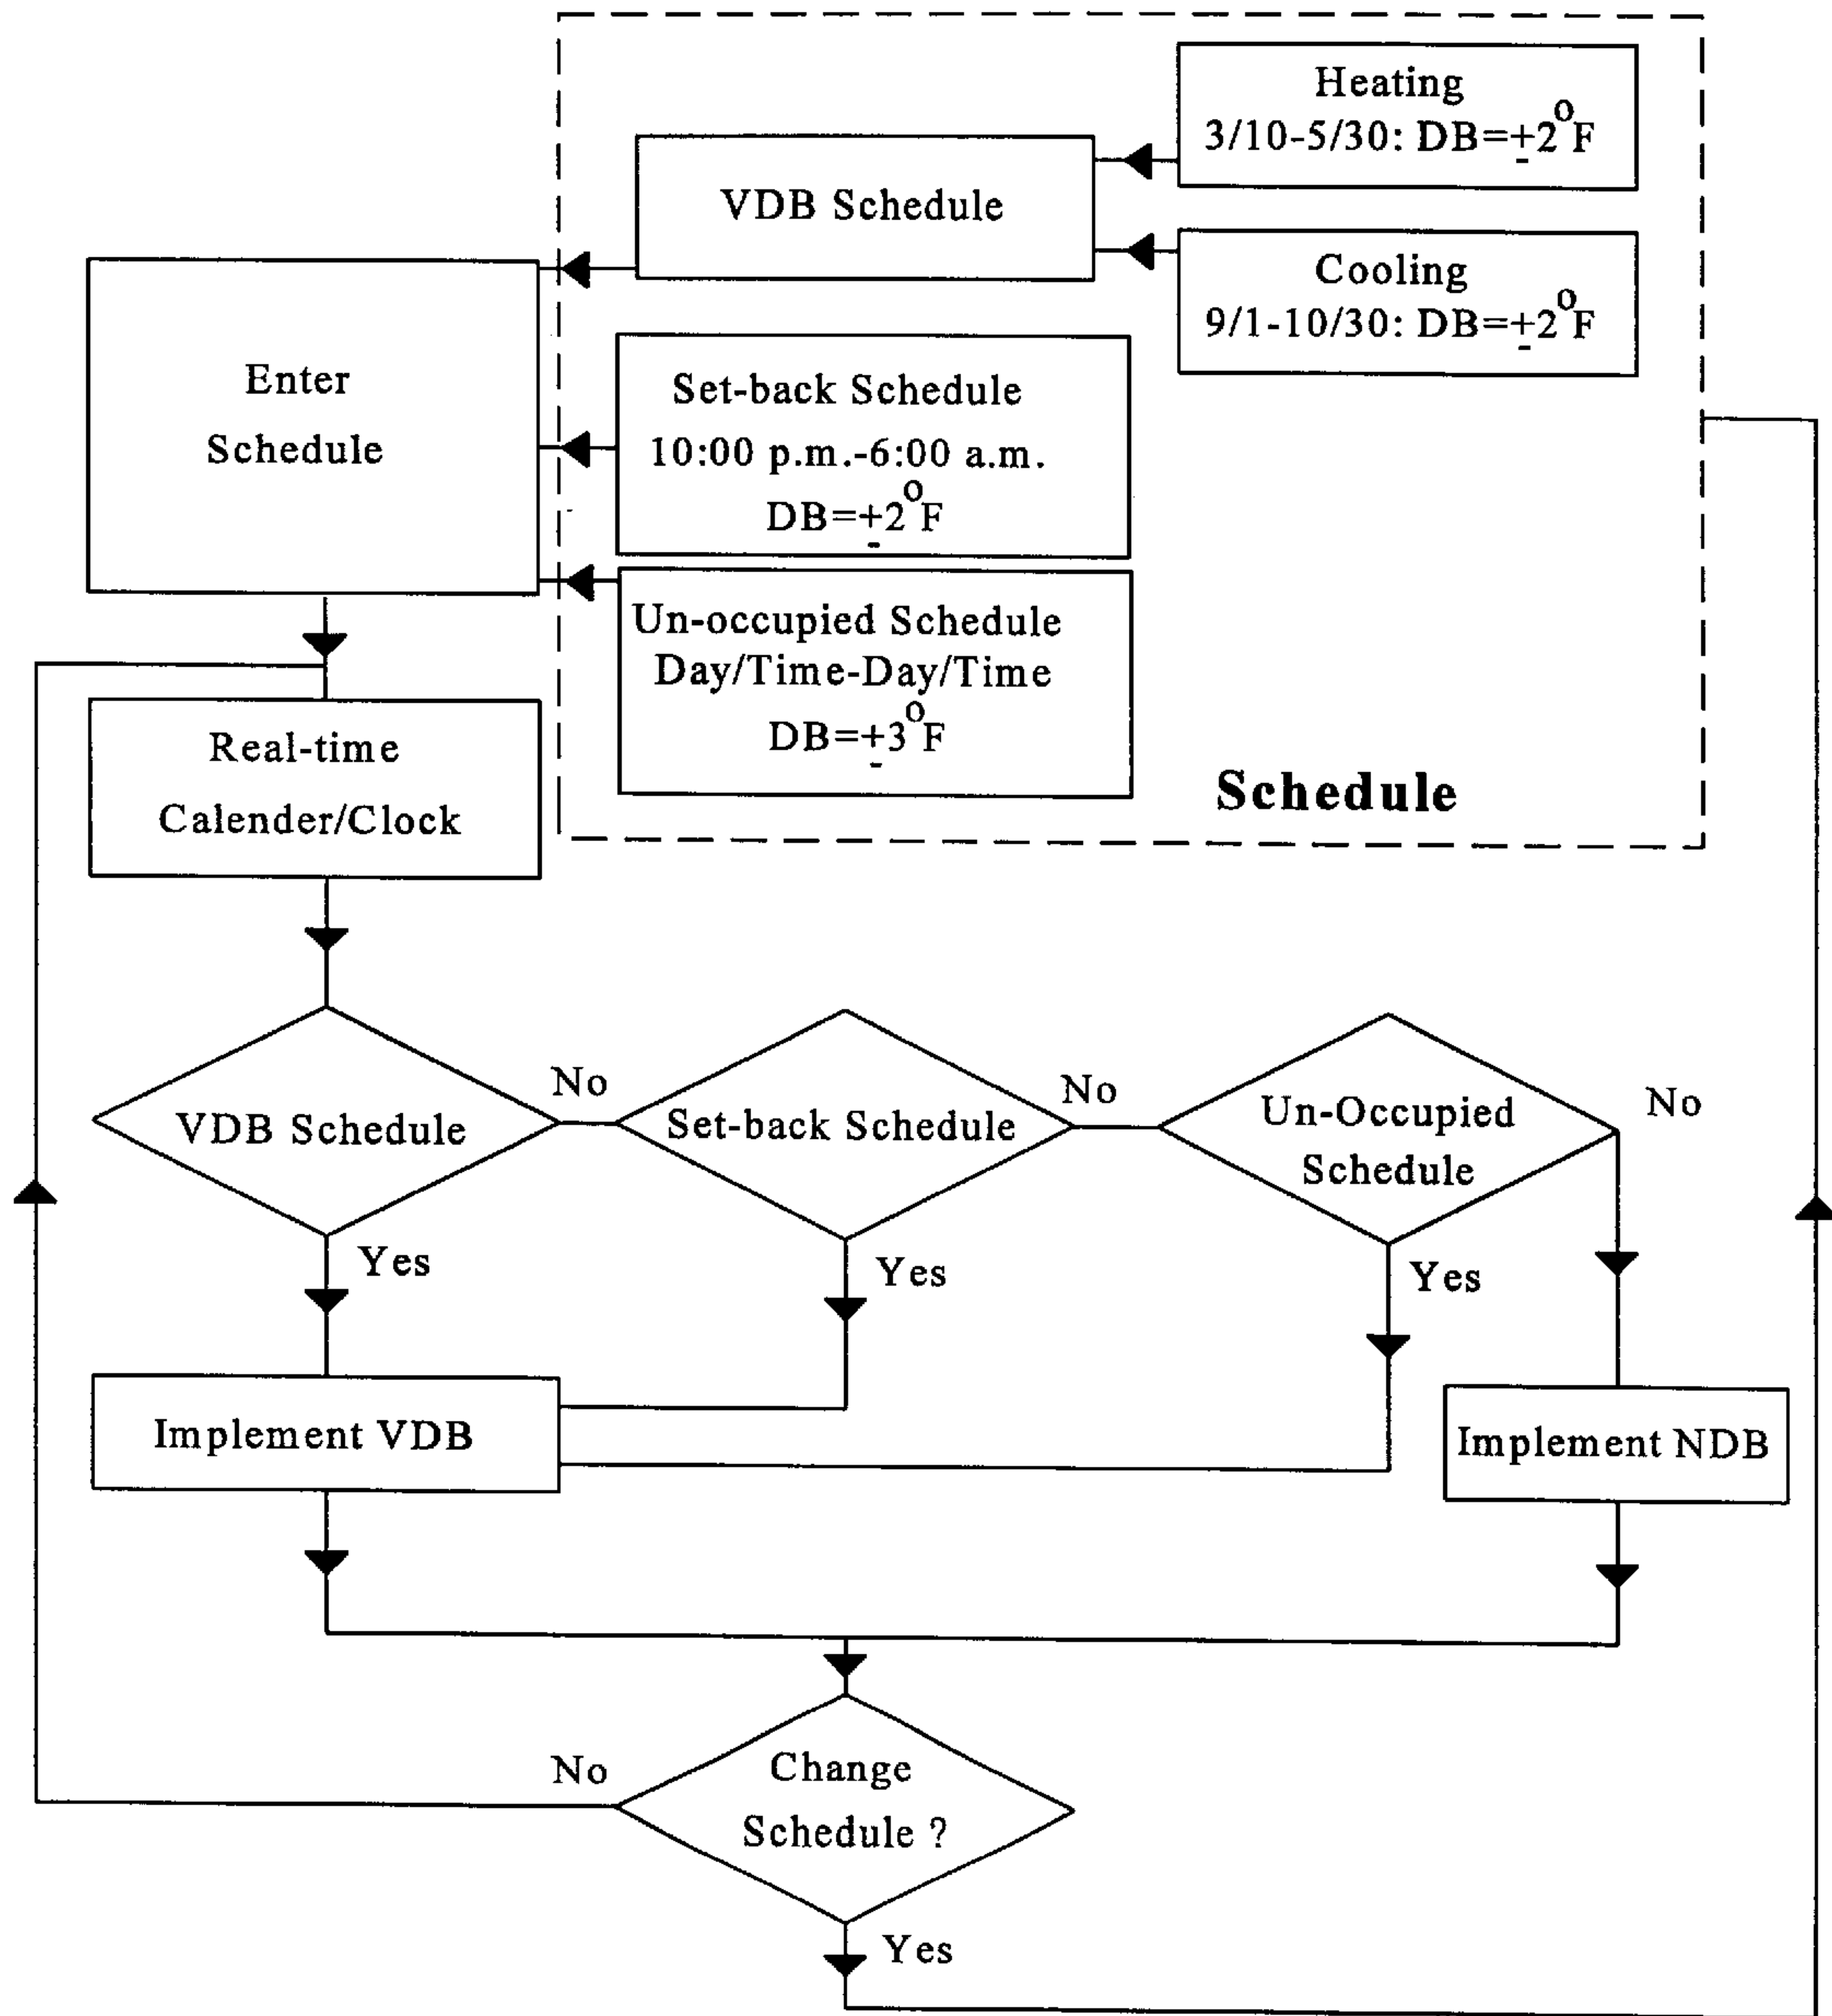 Heating
3/10-5/30: DB=±2°F
VDB Schedule
Cooling
9/1-10/30: DB=±2°F
Enter
Schedule
Set-back Schedule
10:00 p.m.-6:00 a.m.
DB=±2°F
Un-occupied Schedule
Day/Time-Day/Time
DB=±3°F
Schedule
Real-time
Calender/Clock
No
No
No
VDB Schedule
Set-back Schedule
Un-Occupied
Schedule
Yes
Yes
Yes
Implement VDB
Implement NDB
No
Change
Schedule ?
Yes